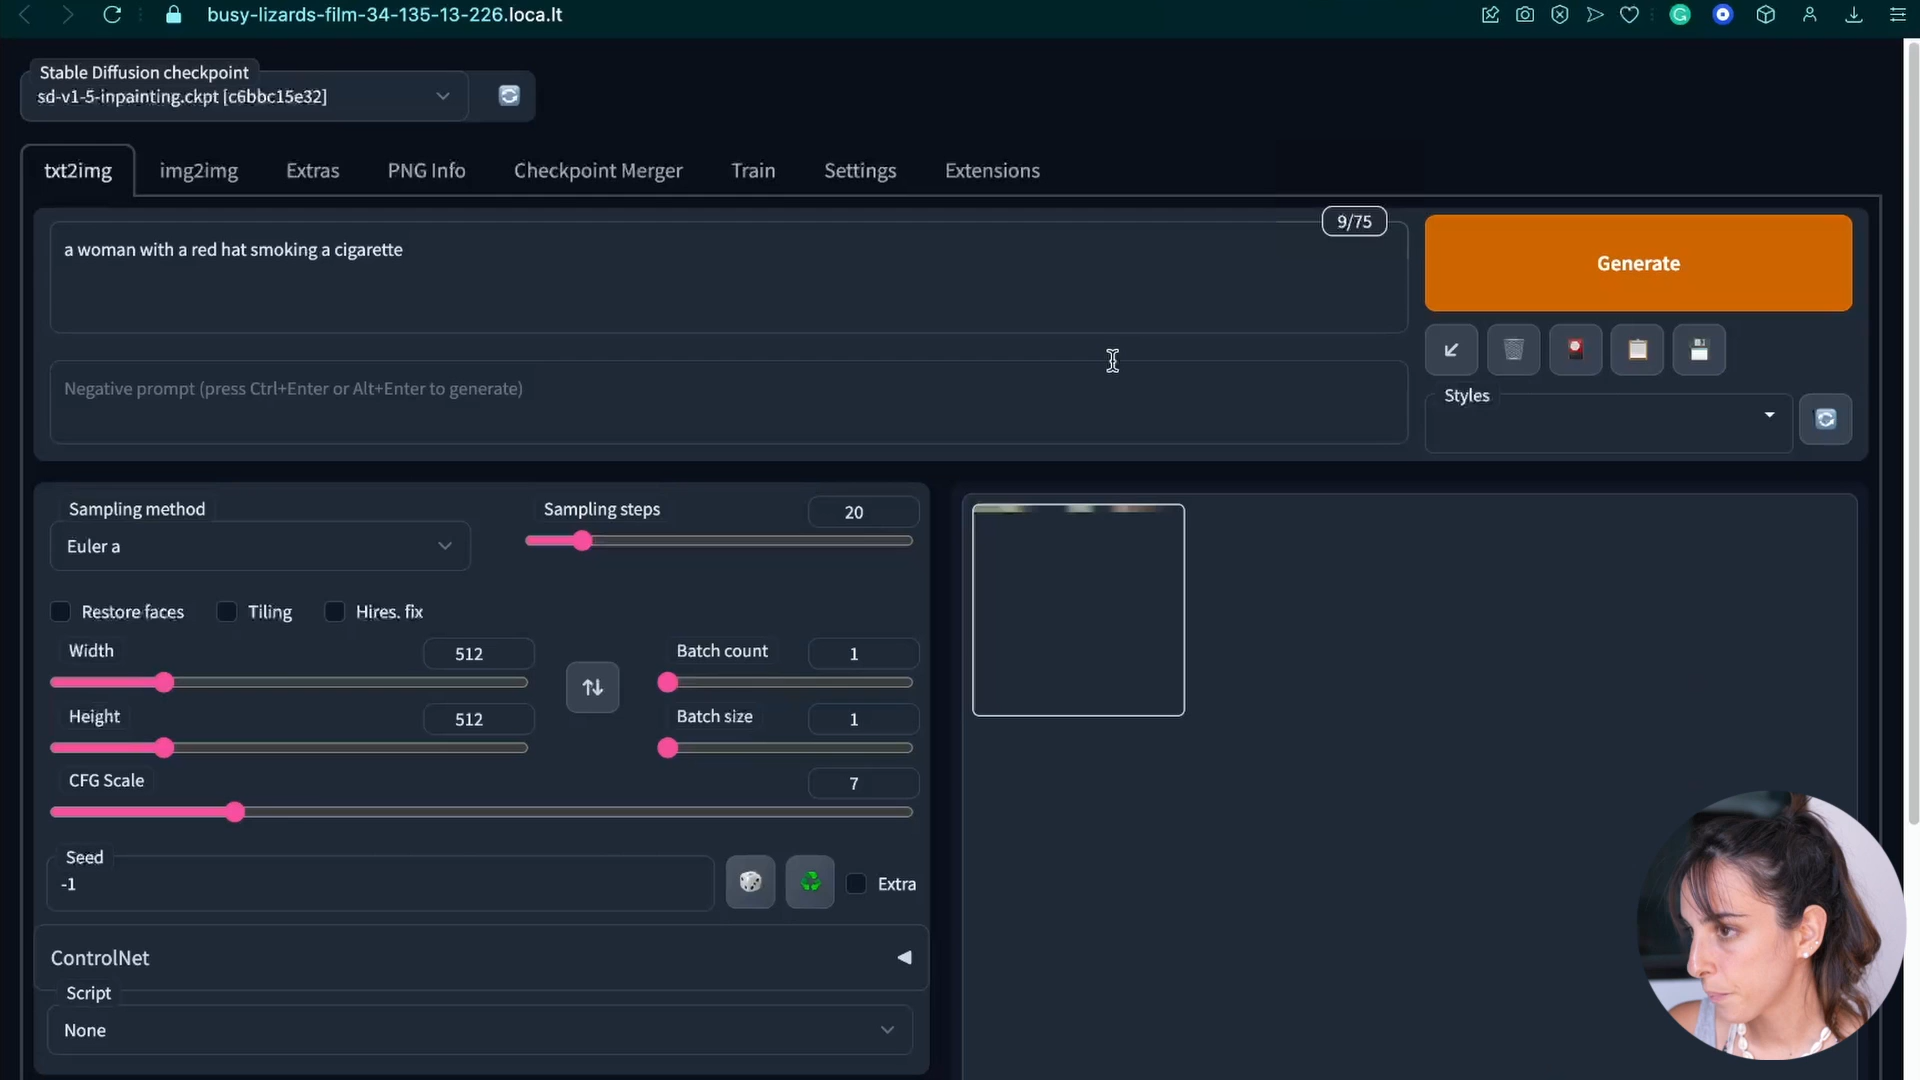 busy-lizards-film-34-135-13-226.loca.lt
Stable Diffusion checkpoint
sd-v1-5-inpainting.ckpt [c6bbc15e32]
txt2img img2img Extras PNG Info Checkpoint Merger Train Settings Extensions
9/75
a woman with a red hat smoking a cigarette
Generate
Negative prompt (press Ctrl+Enter or Alt+Enter to generate)
Styles
Sampling method
Euler a
Sampling steps
20
Restore faces Tiling Hires. fix
Width
512
Batch count
1
Height
512
Batch size
1
CFG Scale
7
Seed
-1
Extra
ControlNet
Script
None